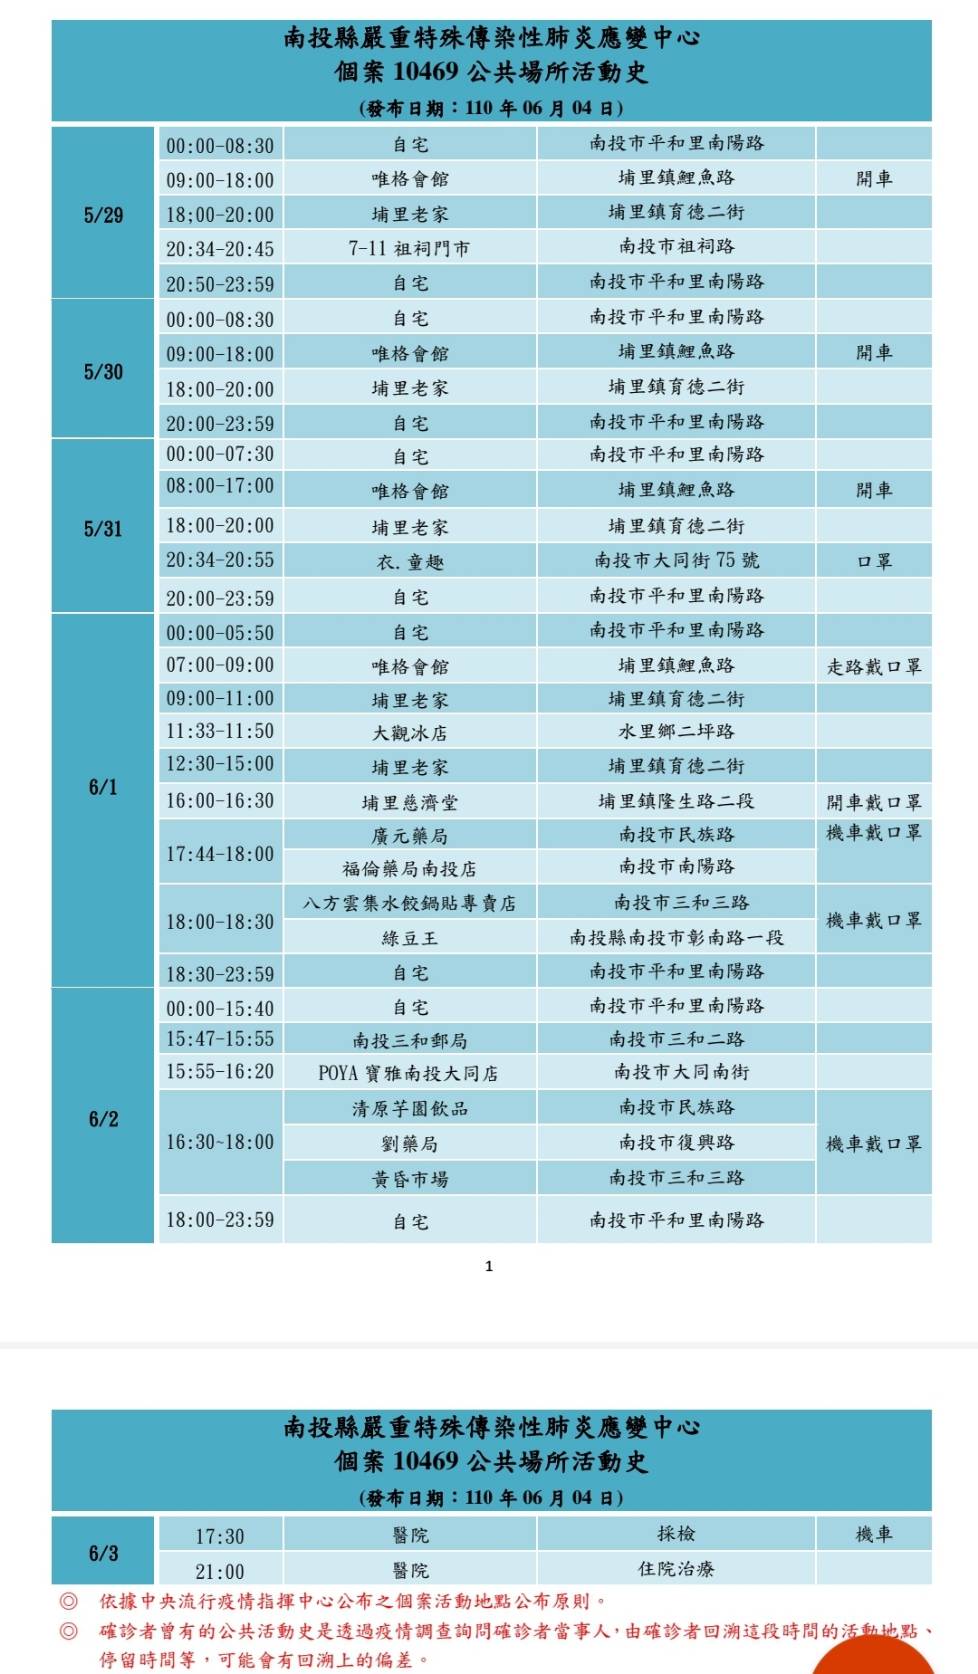 南投縣嚴重特殊傳染性肺炎應變中心
個案 10469 公共場所活動史
(發布日期：110 年 06 月 04 日)
5/29
00:00-08:30 自宅 南投市平和里南陽路
09:00-18:00 唯格會館 埔里鎮鯉魚路 開車
18;00-20:00 埔里老家 埔里鎮育德二街
20:34-20:45 7-11 祖祠門市 南投市祖祠路
20:50-23:59 自宅 南投市平和里南陽路
5/30
00:00-08:30 自宅 南投市平和里南陽路
09:00-18:00 唯格會館 埔里鎮鯉魚路 開車
18:00-20:00 埔里老家 埔里鎮育德二街
20:00-23:59 自宅 南投市平和里南陽路
5/31
00:00-07:30 自宅 南投市平和里南陽路
08:00-17:00 唯格會館 埔里鎮鯉魚路 開車
18:00-20:00 埔里老家 埔里鎮育德二街
20:34-20:55 衣.童趣 南投市大同街 75 號 口罩
20:00-23:59 自宅 南投市平和里南陽路
6/1
00:00-05:50 自宅 南投市平和里南陽路
07:00-09:00 唯格會館 埔里鎮鯉魚路 走路戴口罩
09:00-11:00 埔里老家 埔里鎮育德二街
11:33-11:50 大觀冰店 水里鄉二坪路
12:30-15:00 埔里老家 埔里鎮育德二街
16:00-16:30 埔里慈濟堂 埔里鎮隆生路二段 開車戴口罩
17:44-18:00 廣元藥局 南投市民族路 機車戴口罩
福倫藥局南投店 南投市南陽路
18:00-18:30 八方雲集水餃鍋貼專賣店 南投市三和三路 機車戴口罩
綠豆王 南投縣南投市彰南路一段
18:30-23:59 自宅 南投市平和里南陽路
6/2
00:00-15:40 自宅 南投市平和里南陽路
15:47-15:55 南投三和郵局 南投市三和二路
15:55-16:20 POYA 寶雅南投大同店 南投市大同南街
16:30~18:00 清原芋園飲品 南投市民族路 機車戴口罩
劉藥局 南投市復興路
黃昏市場 南投市三和三路
18:00-23:59 自宅 南投市平和里南陽路
1
南投縣嚴重特殊傳染性肺炎應變中心
個案 10469 公共場所活動史
(發布日期：110 年 06 月 04 日)
6/3
17:30 醫院 採檢 機車
21:00 醫院 住院治療
◎ 依據中央流行疫情指揮中心公布之個案活動地點公布原則。
◎ 確診者曾有的公共活動史是透過疫情調查詢問確診者當事人，由確診者回溯這段時間的活動地點、
停留時間等，可能會有回溯上的偏差。